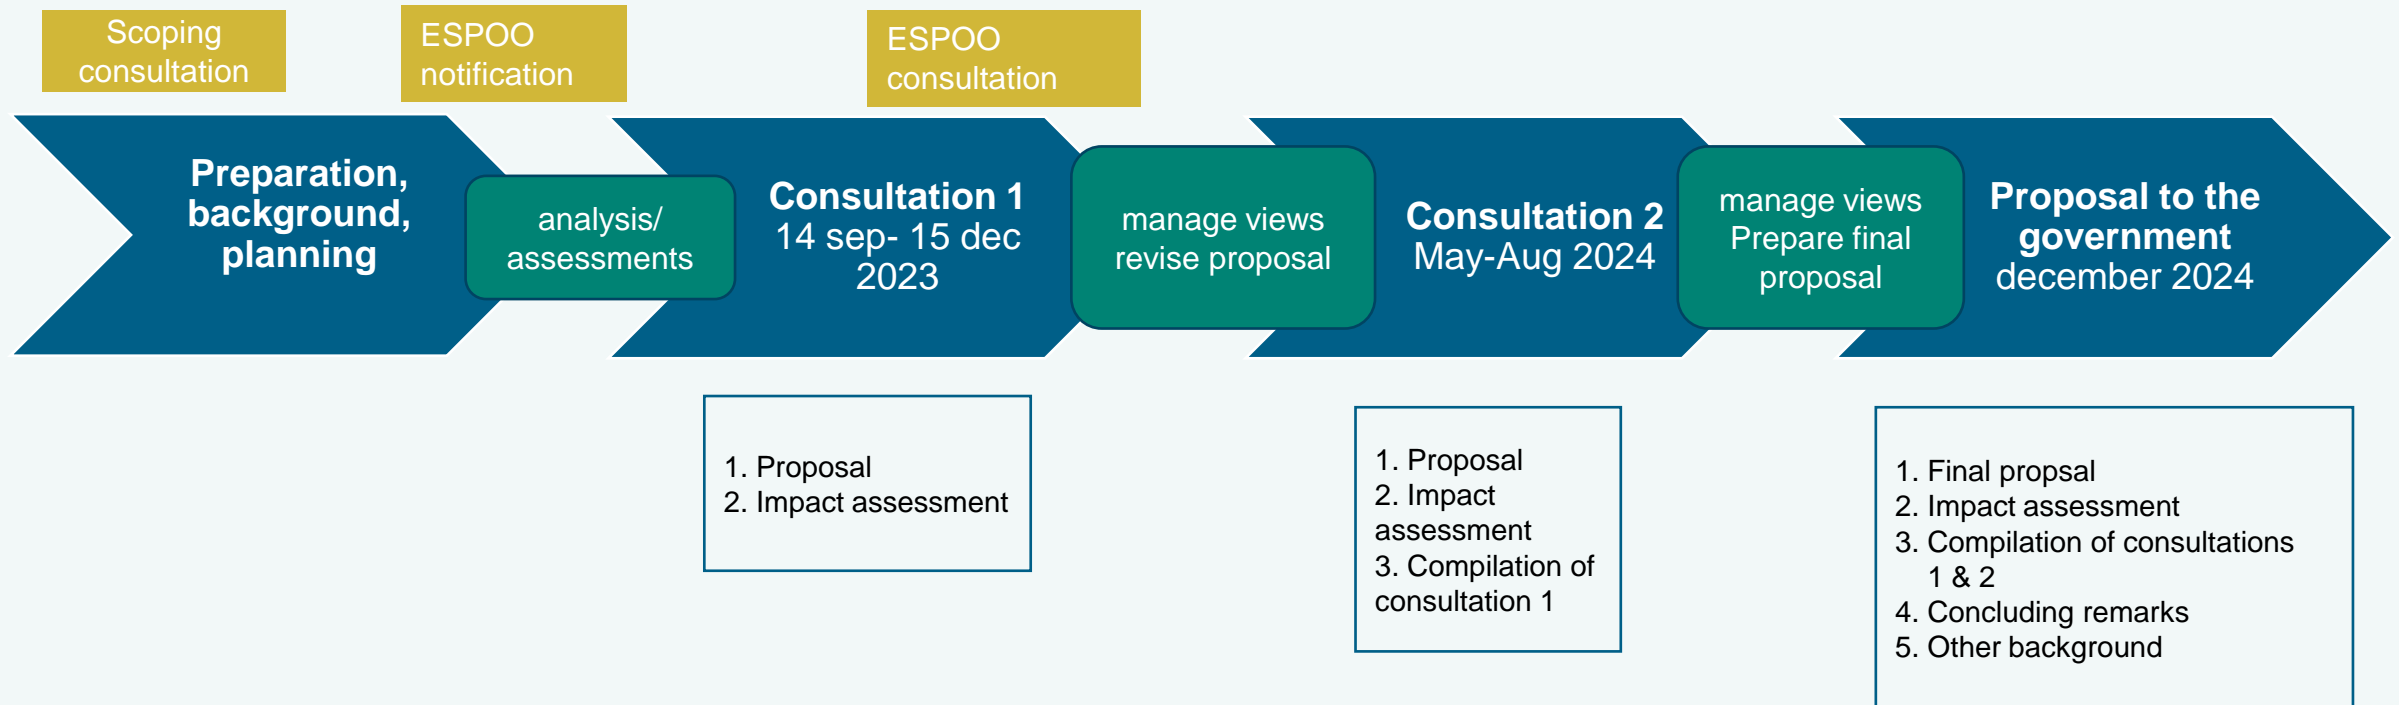 Scoping
consultation
ESPOO
notification
ESPOO
consultation
Preparation,
background,
planning
analysis/
assessments
Consultation 1
14 sep- 15 dec
2023
manage views
revise proposal
Consultation 2
May-Aug 2024
manage views
Prepare final
proposal
Proposal to the
government
december 2024
1. Proposal
2. Impact assessment
1. Proposal
2. Impact
assessment
3. Compilation of
consultation 1
1. Final propsal
2. Impact assessment
3. Compilation of consultations
1 & 2
4. Concluding remarks
5. Other background